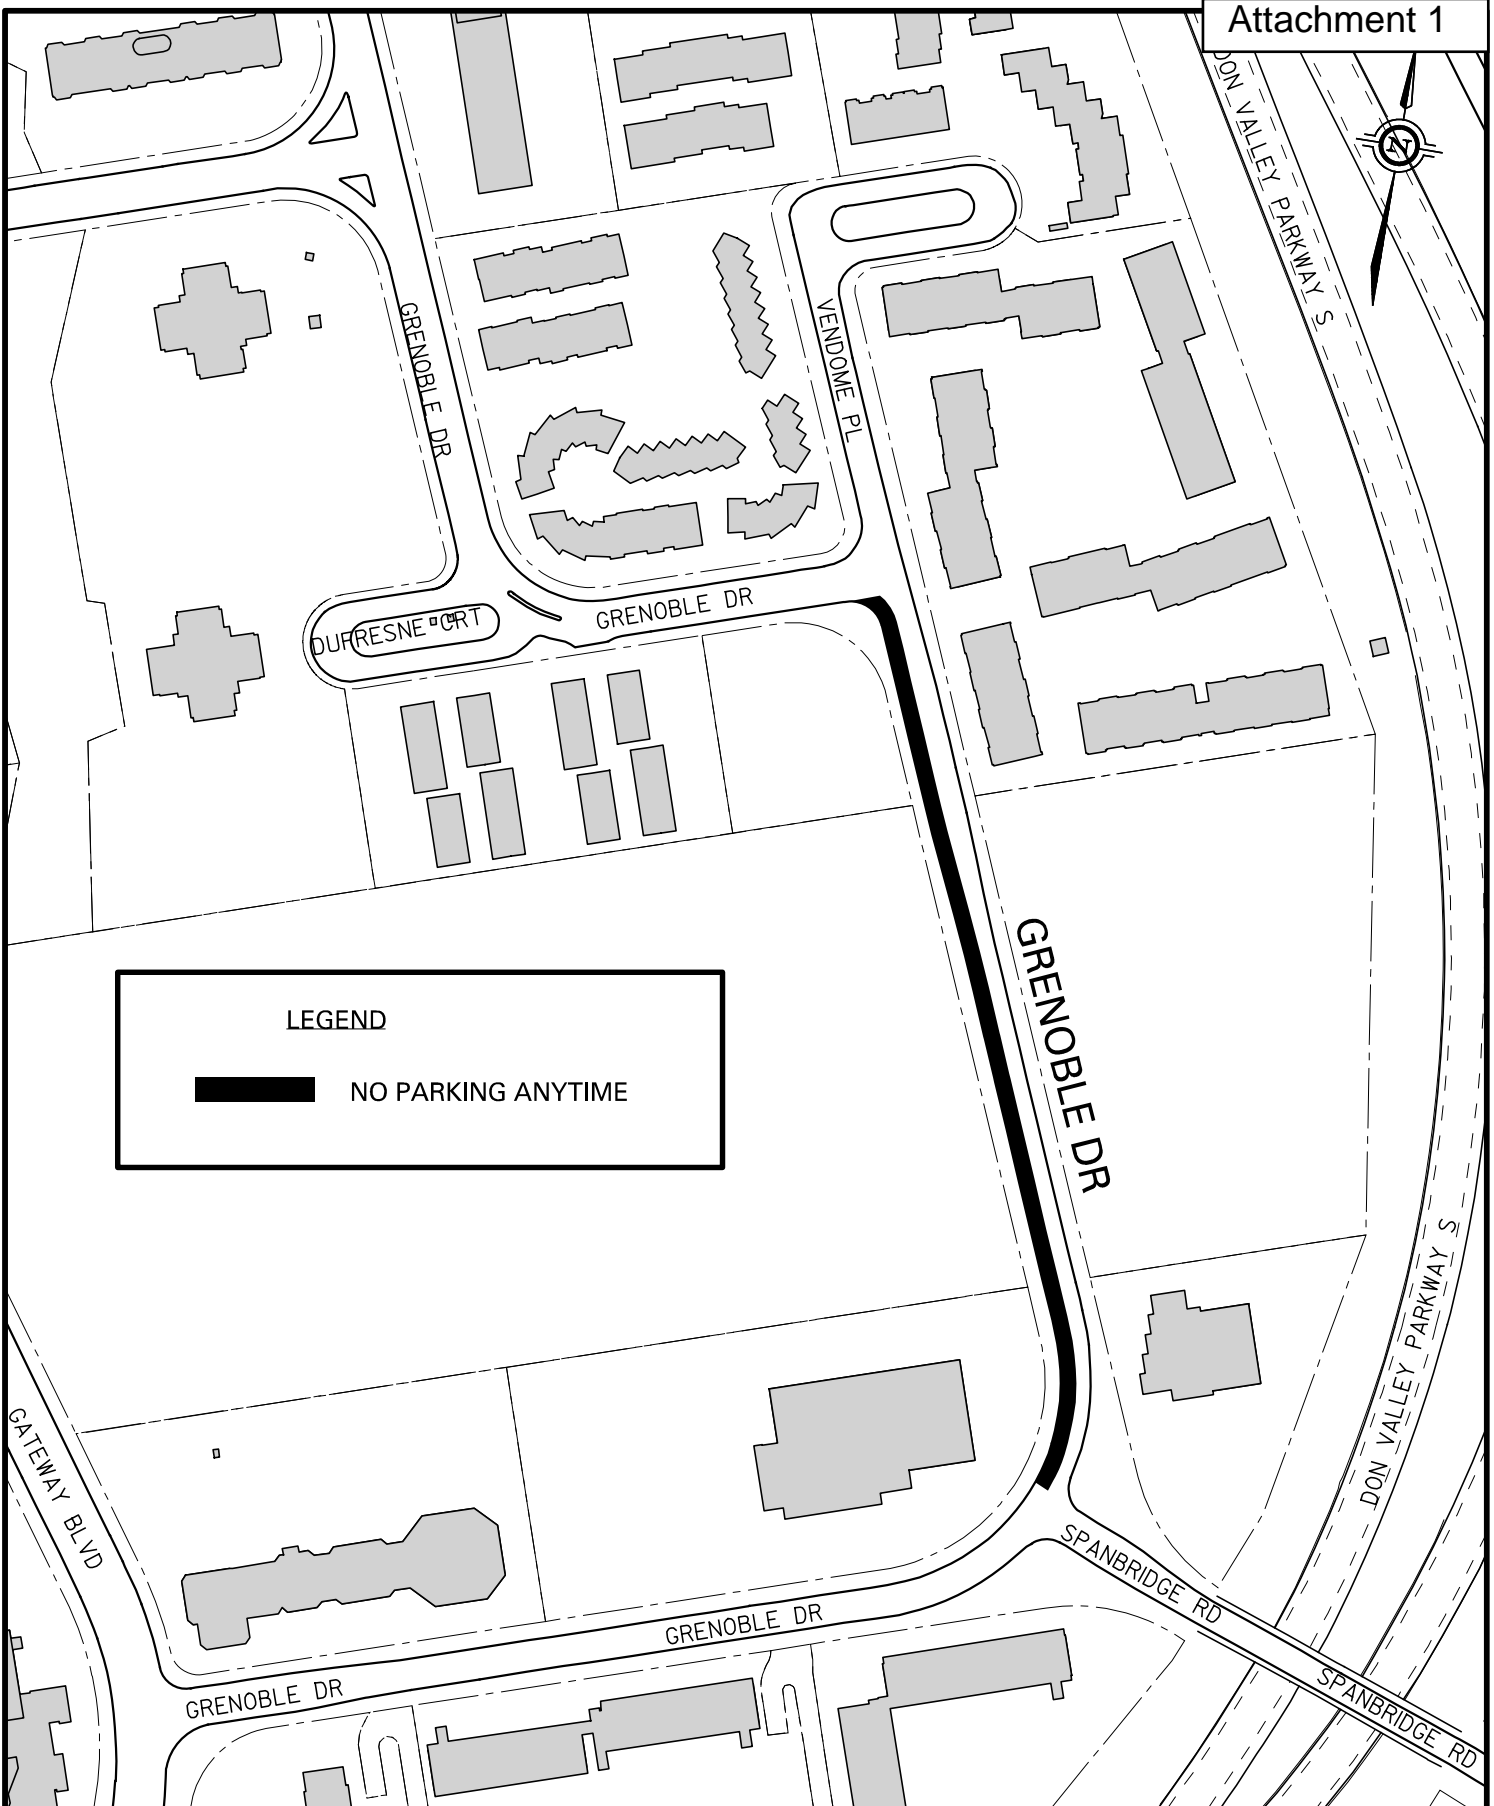 Attachment 1
DON VALLEY PARKWAY S
N
GRENOBLE DR
VENDOME PL
GRENOBLE DR
DUFRESNE CRT
GRENOBLE DR
LEGEND
NO PARKING ANYTIME
DON VALLEY PARKWAY S
GATEWAY BLVD
SPANBRIDGE RD
GRENOBLE DR
GRENOBLE DR
SPANBRIDGE RD